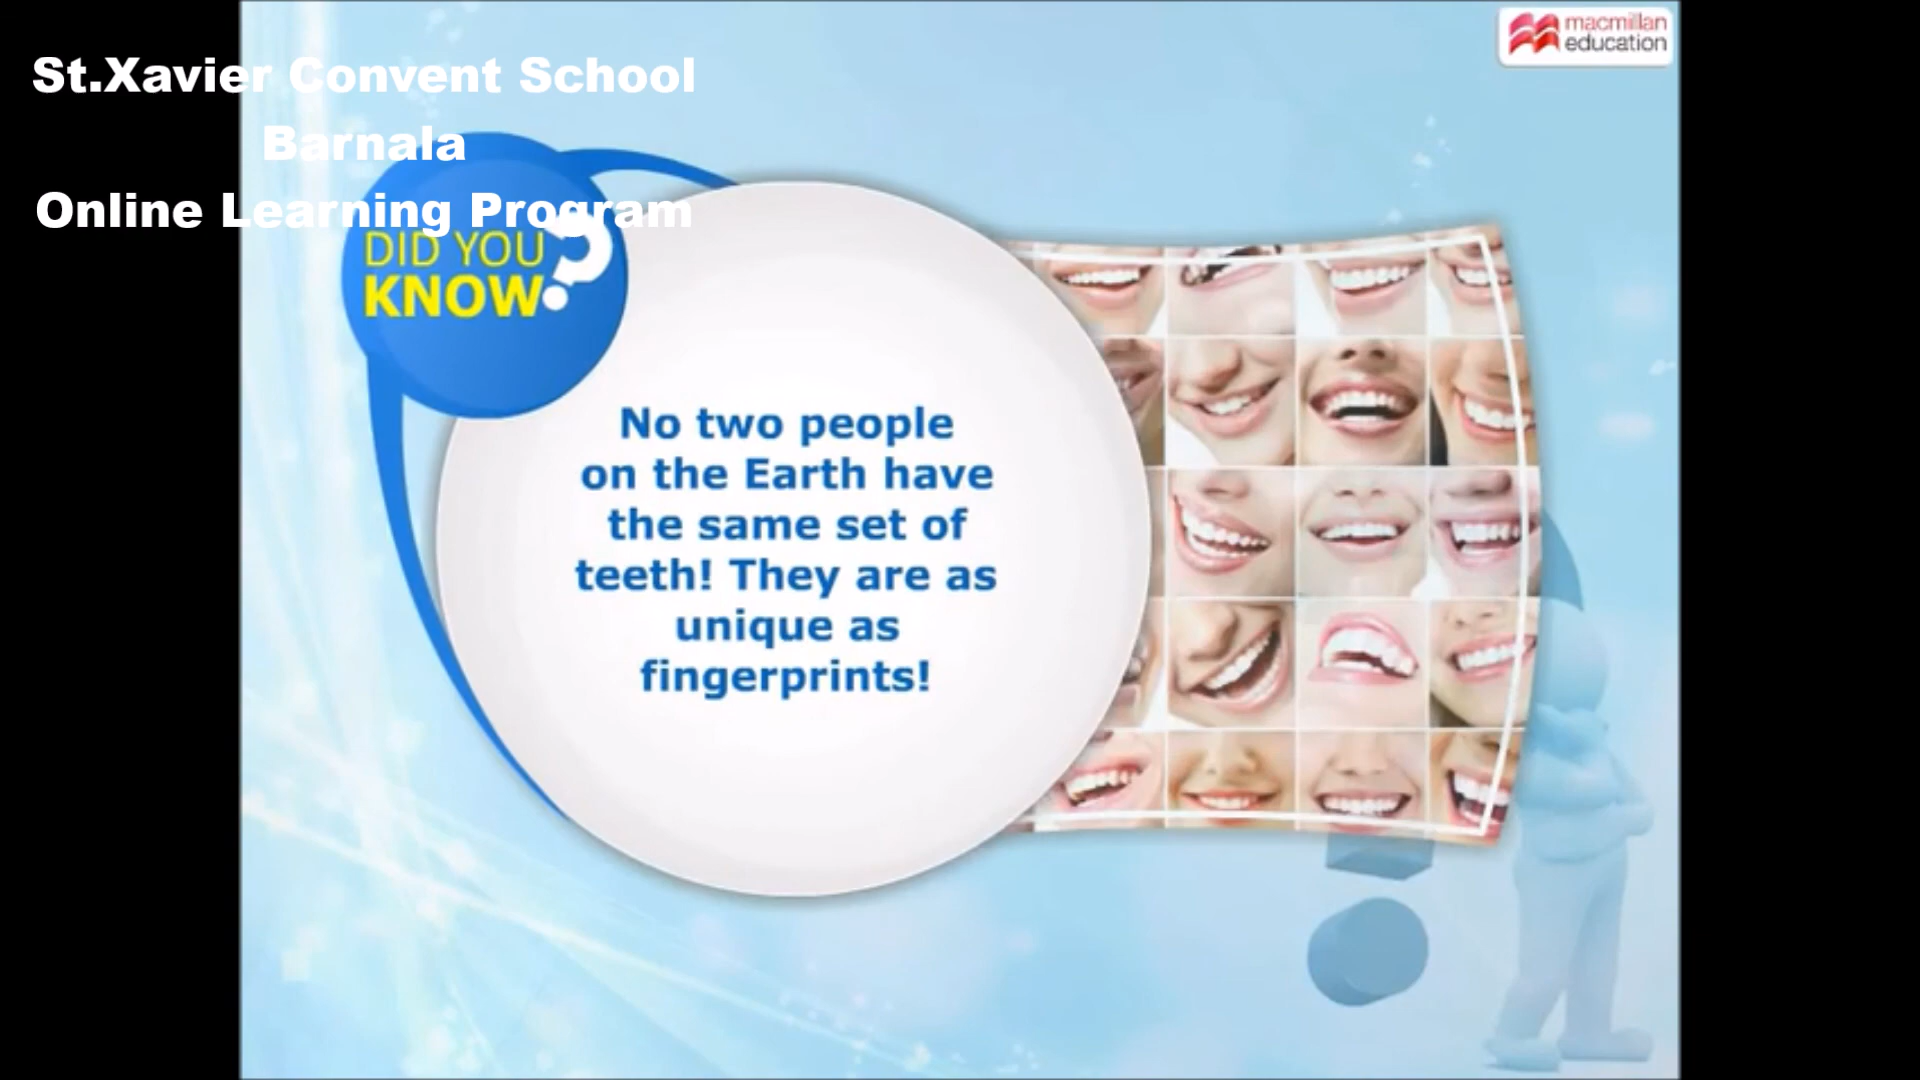 macmillan
education
St.Xavier Convent School
Barnala
Online Learning Program
DID YOU
KNOW?
No two people
on the Earth have
the same set of
teeth! They are as
unique as
fingerprints!